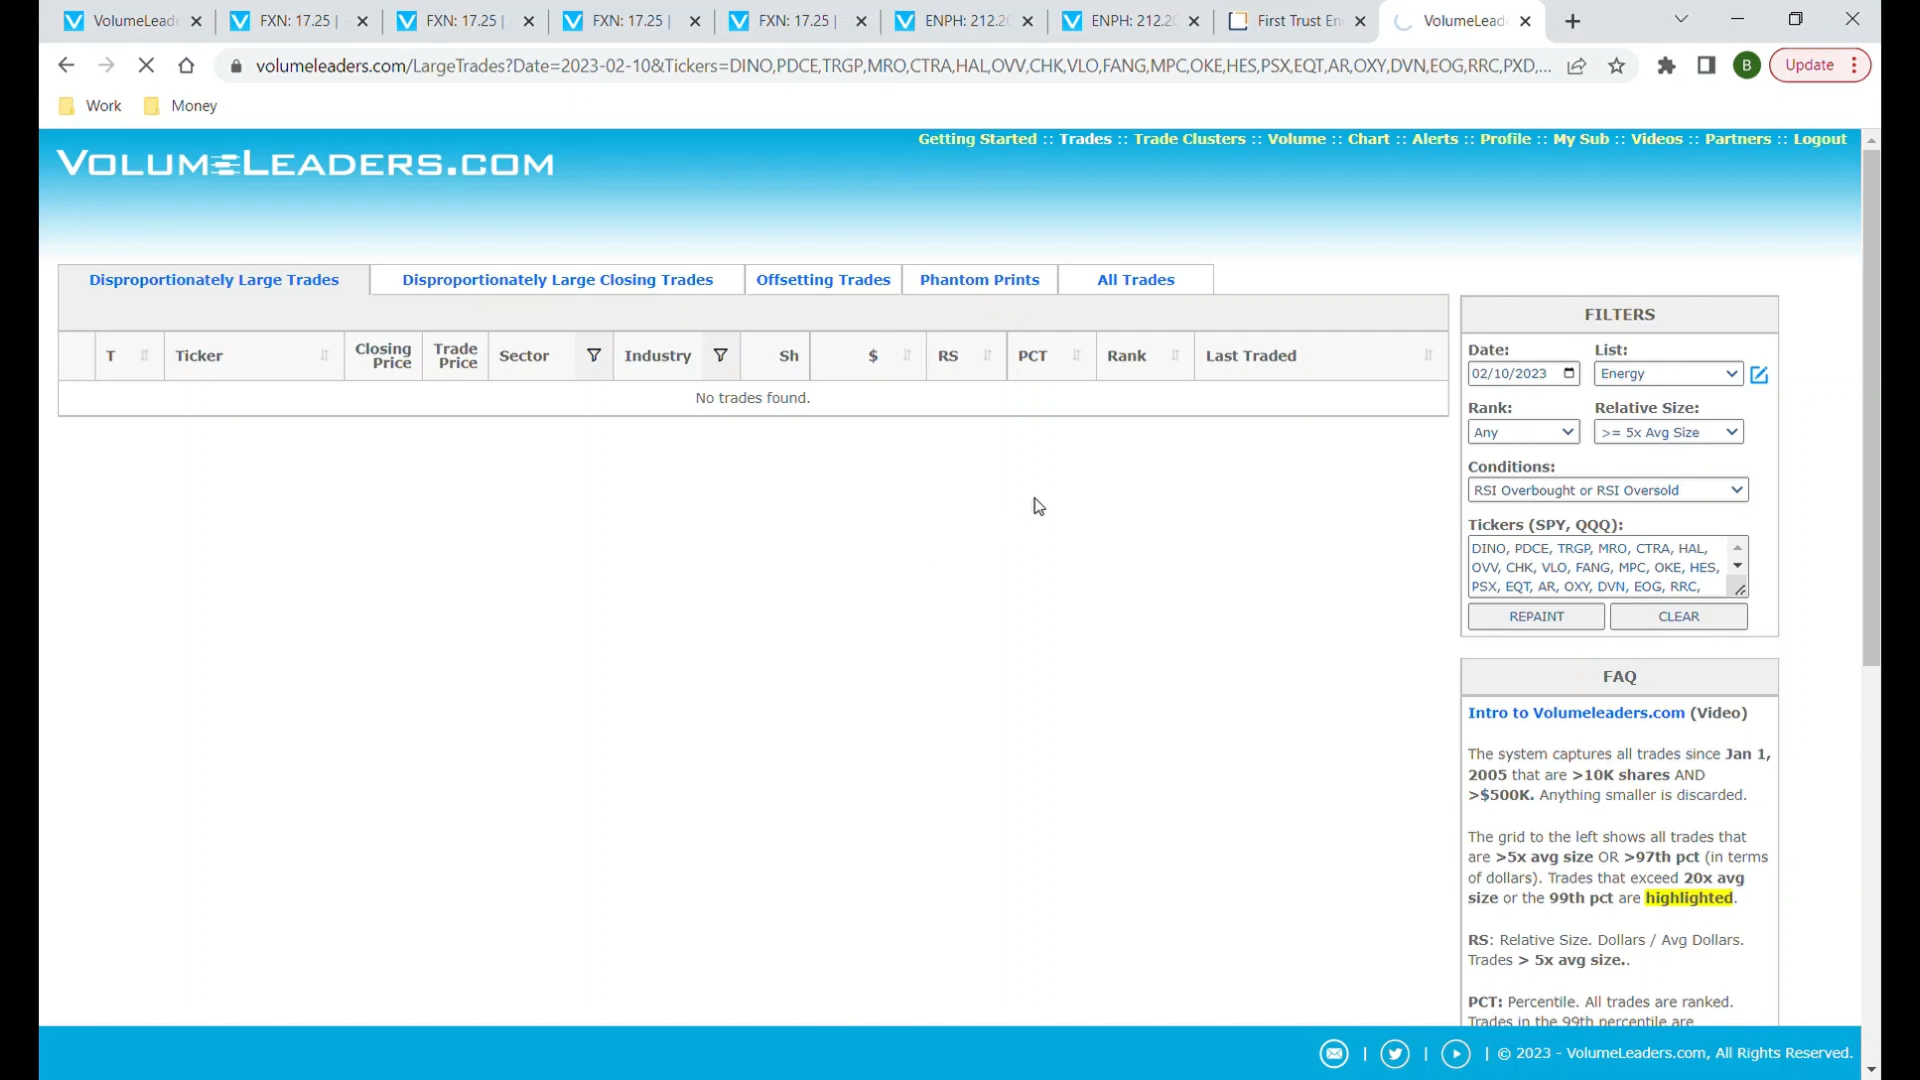 VolumeLead
FXN: 17.25 |
FXN: 17.25 |
FXN: 17.25 |
FXN: 17.25 |
ENPH: 212.20
ENPH: 212.20
First Trust En
VolumeLead
volumeleaders.com/LargeTrades?Date=2023-02-10&Tickers=DINO,PDCE,TRGP,MRO,CTRA,HAL,OVV,CHK,VLO,FANG,MPC,OKE,HES,PSX,EQT,AR,OXY,DVN,EOG,RRC,PXD,...
B
Update
Work
Money
Getting Started :: Trades :: Trade Clusters :: Volume :: Chart :: Alerts :: Profile :: My Sub :: Videos :: Partners :: Logout
VOLUMELEADERS.COM
Disproportionately Large Trades
Disproportionately Large Closing Trades
Offsetting Trades
Phantom Prints
All Trades
T
Ticker
Closing Price
Trade Price
Sector
Industry
Sh
$
RS
PCT
Rank
Last Traded
No trades found.
FILTERS
Date:
List:
02/10/2023
Energy
Rank:
Relative Size:
Any
>= 5x Avg Size
Conditions:
RSI Overbought or RSI Oversold
Tickers (SPY, QQQ):
DINO, PDCE, TRGP, MRO, CTRA, HAL,
OVV, CHK, VLO, FANG, MPC, OKE, HES,
PSX, EQT, AR, OXY, DVN, EOG, RRC,
REPAINT
CLEAR
FAQ
Intro to Volumeleaders.com (Video)
The system captures all trades since Jan 1,
2005 that are >10K shares AND
>$500K. Anything smaller is discarded.
The grid to the left shows all trades that
are >5x avg size OR >97th pct (in terms
of dollars). Trades that exceed 20x avg
size or the 99th pct are highlighted.
RS: Relative Size. Dollars / Avg Dollars.
Trades > 5x avg size..
PCT: Percentile. All trades are ranked.
Trades in the 99th percentile are
| | | © 2023 - VolumeLeaders.com, All Rights Reserved.